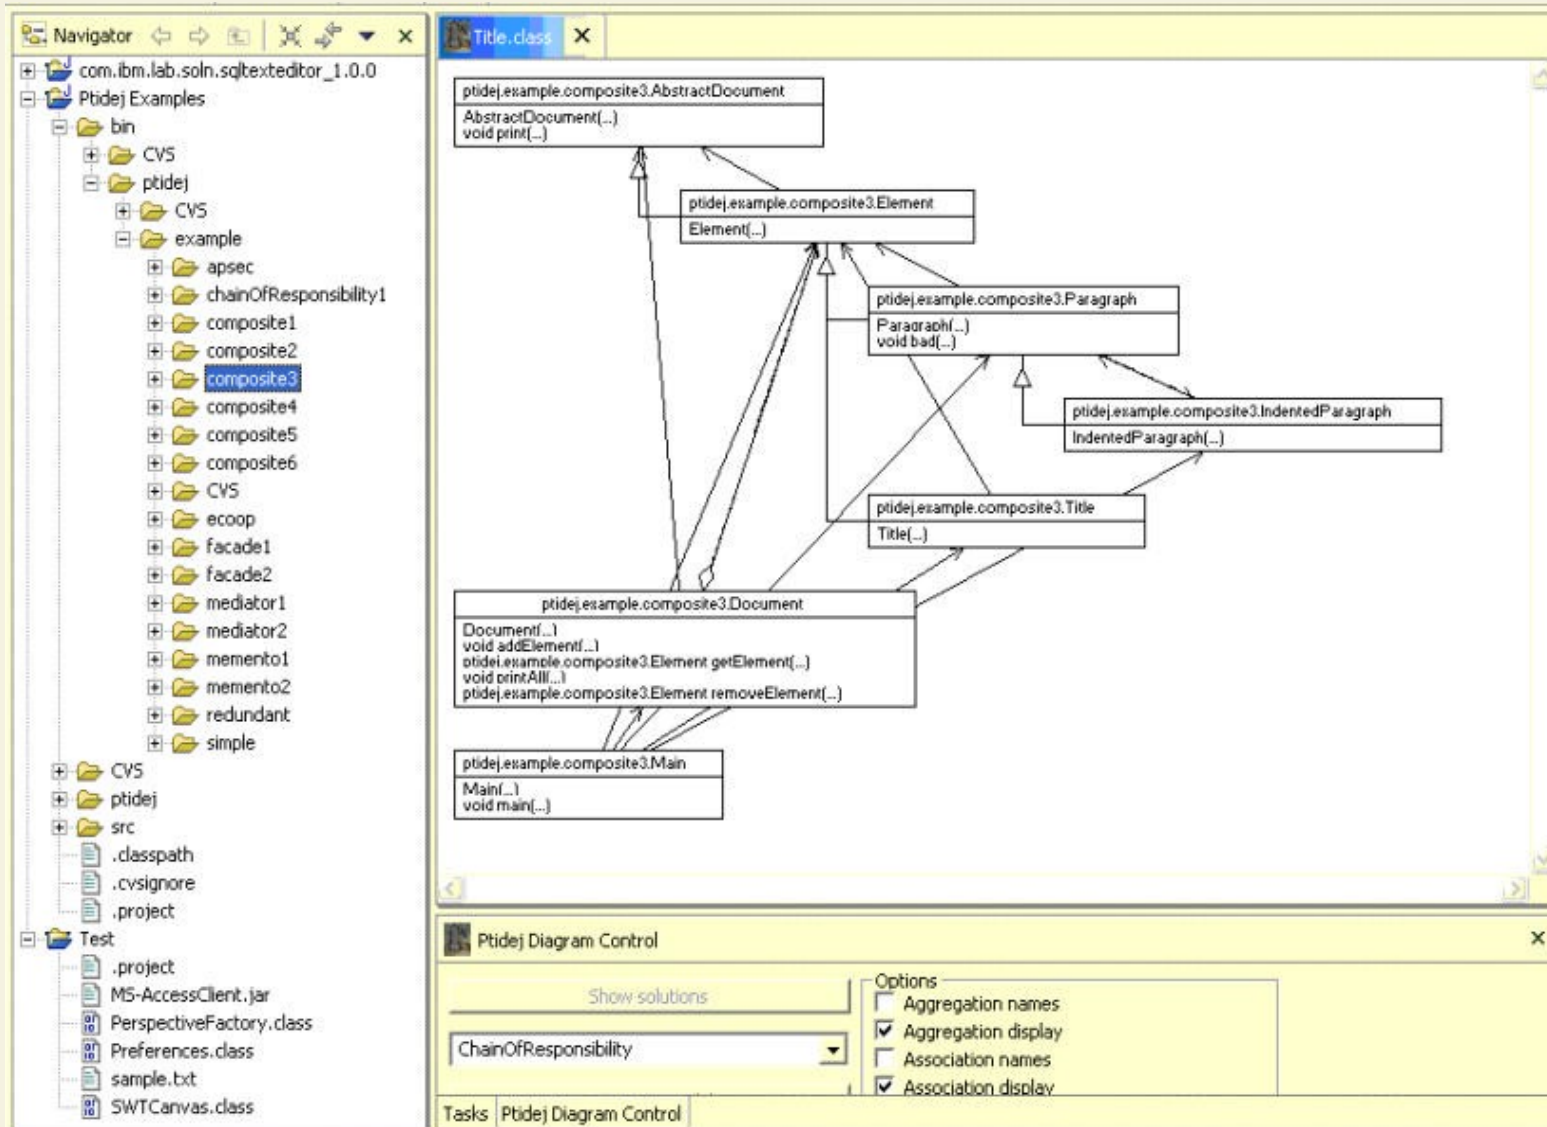 Navigator
com.ibm.lab.soln.sqltexteditor_1.0.0
Ptidej Examples
bin
CVS
ptidej
CVS
example
apsec
chainOfResponsibility1
composite1
composite2
composite3
composite4
composite5
composite6
CVS
ecoop
facade1
facade2
mediator1
mediator2
memento1
memento2
redundant
simple
CVS
ptidej
src
.classpath
.cvsignore
.project
Test
.project
MS-AccessClient.jar
PerspectiveFactory.class
Preferences.class
sample.txt
SWTCanvas.class
Title.class
ptidej.example.composite3.AbstractDocument
AbstractDocument(...)
void print(...)
ptidej.example.composite3.Element
Element(...)
ptidej.example.composite3.Paragraph
Paragraph(...)
void bad(...)
ptidej.example.composite3.IndentedParagraph
IndentedParagraph(...)
ptidej.example.composite3.Title
Title(...)
ptidej.example.composite3.Document
Document(...)
void addElement(...)
ptidej.example.composite3.Element getElement(...)
void printAll(...)
ptidej.example.composite3.Element removeElement(...)
ptidej.example.composite3.Main
Main(...)
void main(...)
Ptidej Diagram Control
Show solutions
ChainOfResponsibility
Options
Aggregation names
Aggregation display
Association names
Association display
Tasks
Ptidej Diagram Control